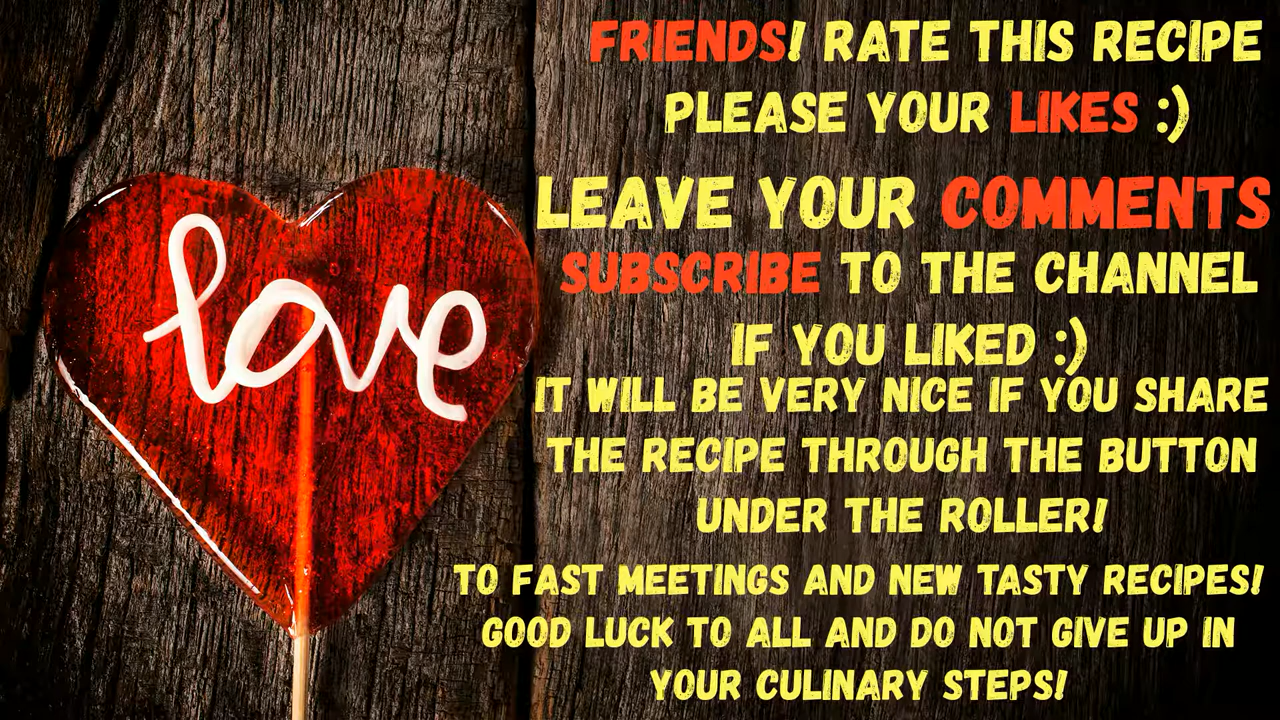 love
FRIENDS! RATE THIS RECIPE
PLEASE YOUR LIKES :)
LEAVE YOUR COMMENTS
SUBSCRIBE TO THE CHANNEL
IF YOU LIKED :)
IT WILL BE VERY NICE IF YOU SHARE
THE RECIPE THROUGH THE BUTTON
UNDER THE ROLLER!
TO FAST MEETINGS AND NEW TASTY RECIPES!
GOOD LUCK TO ALL AND DO NOT GIVE UP IN
YOUR CULINARY STEPS!